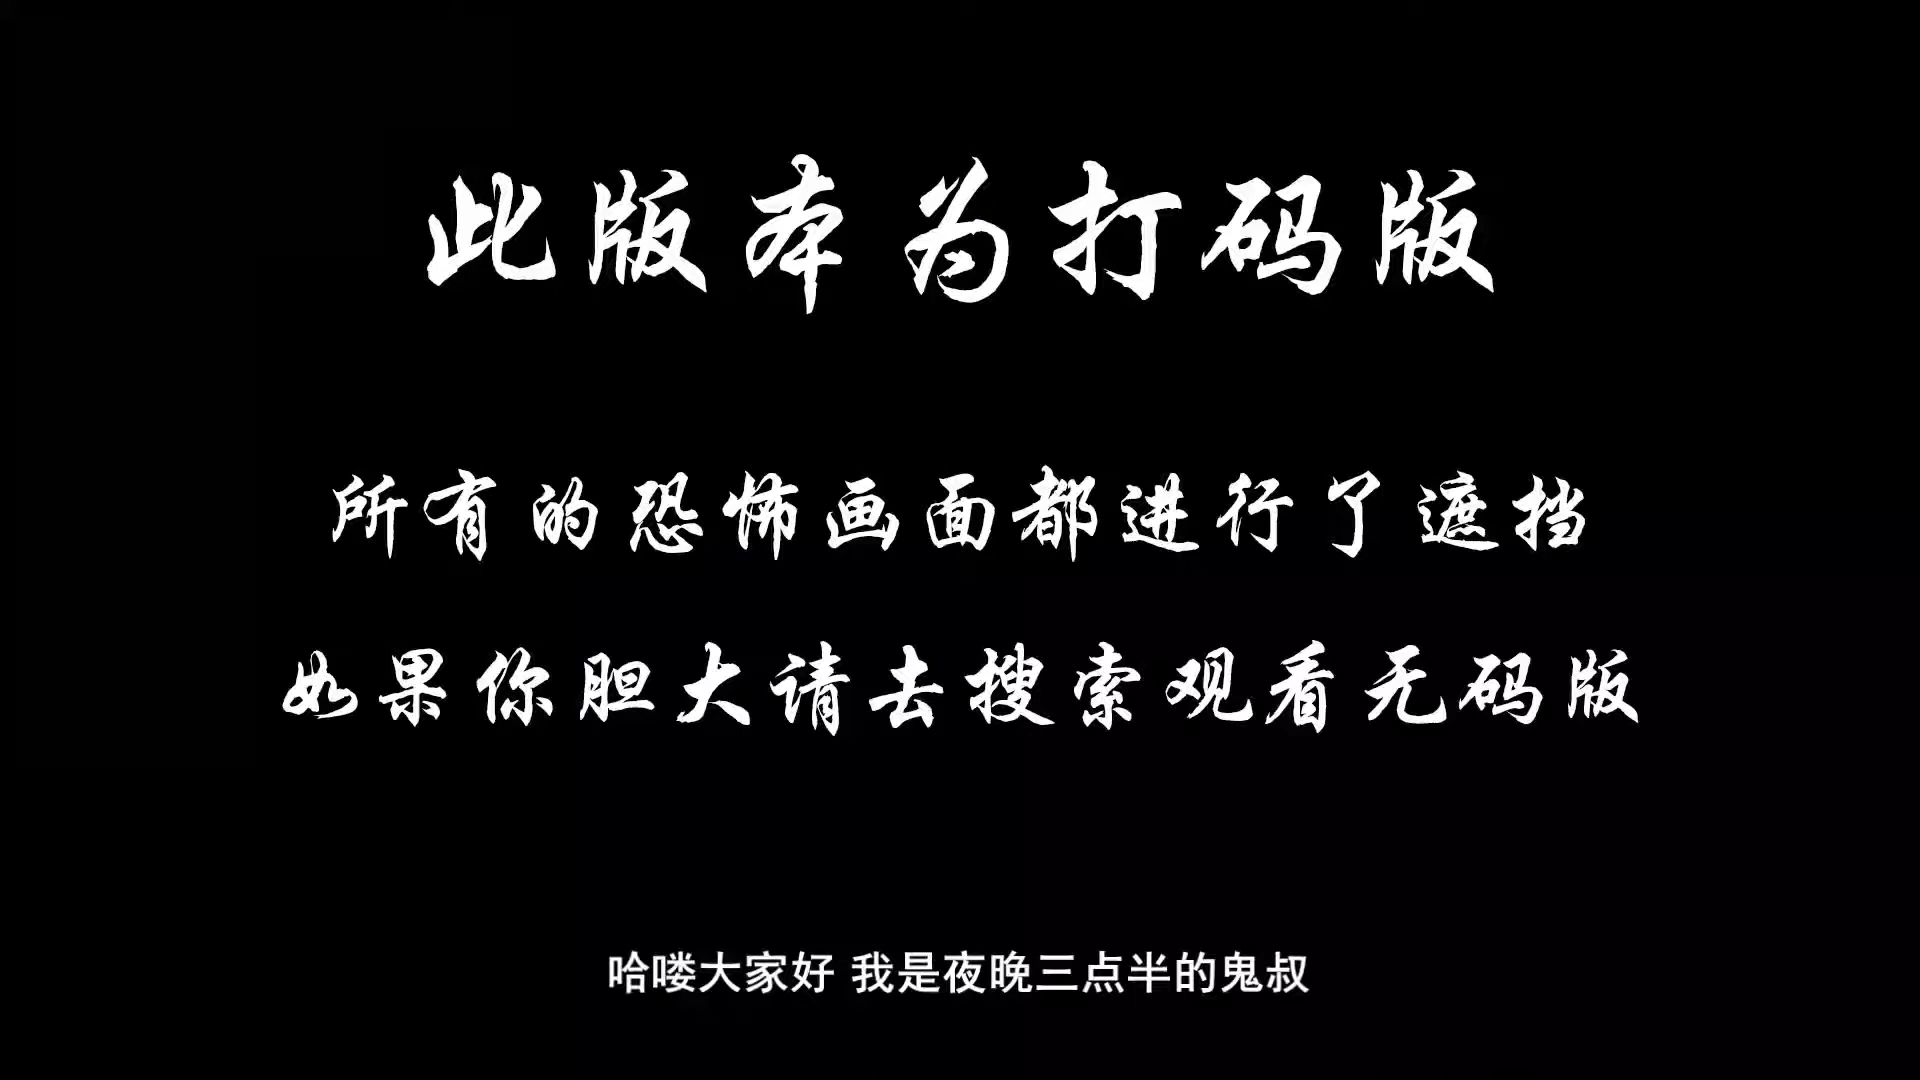 此版本为打码版
所有的恐怖画面都进行了遮挡
如果你胆大请去搜索观看无码版
哈喽大家好 我是夜晚三点半的鬼叔